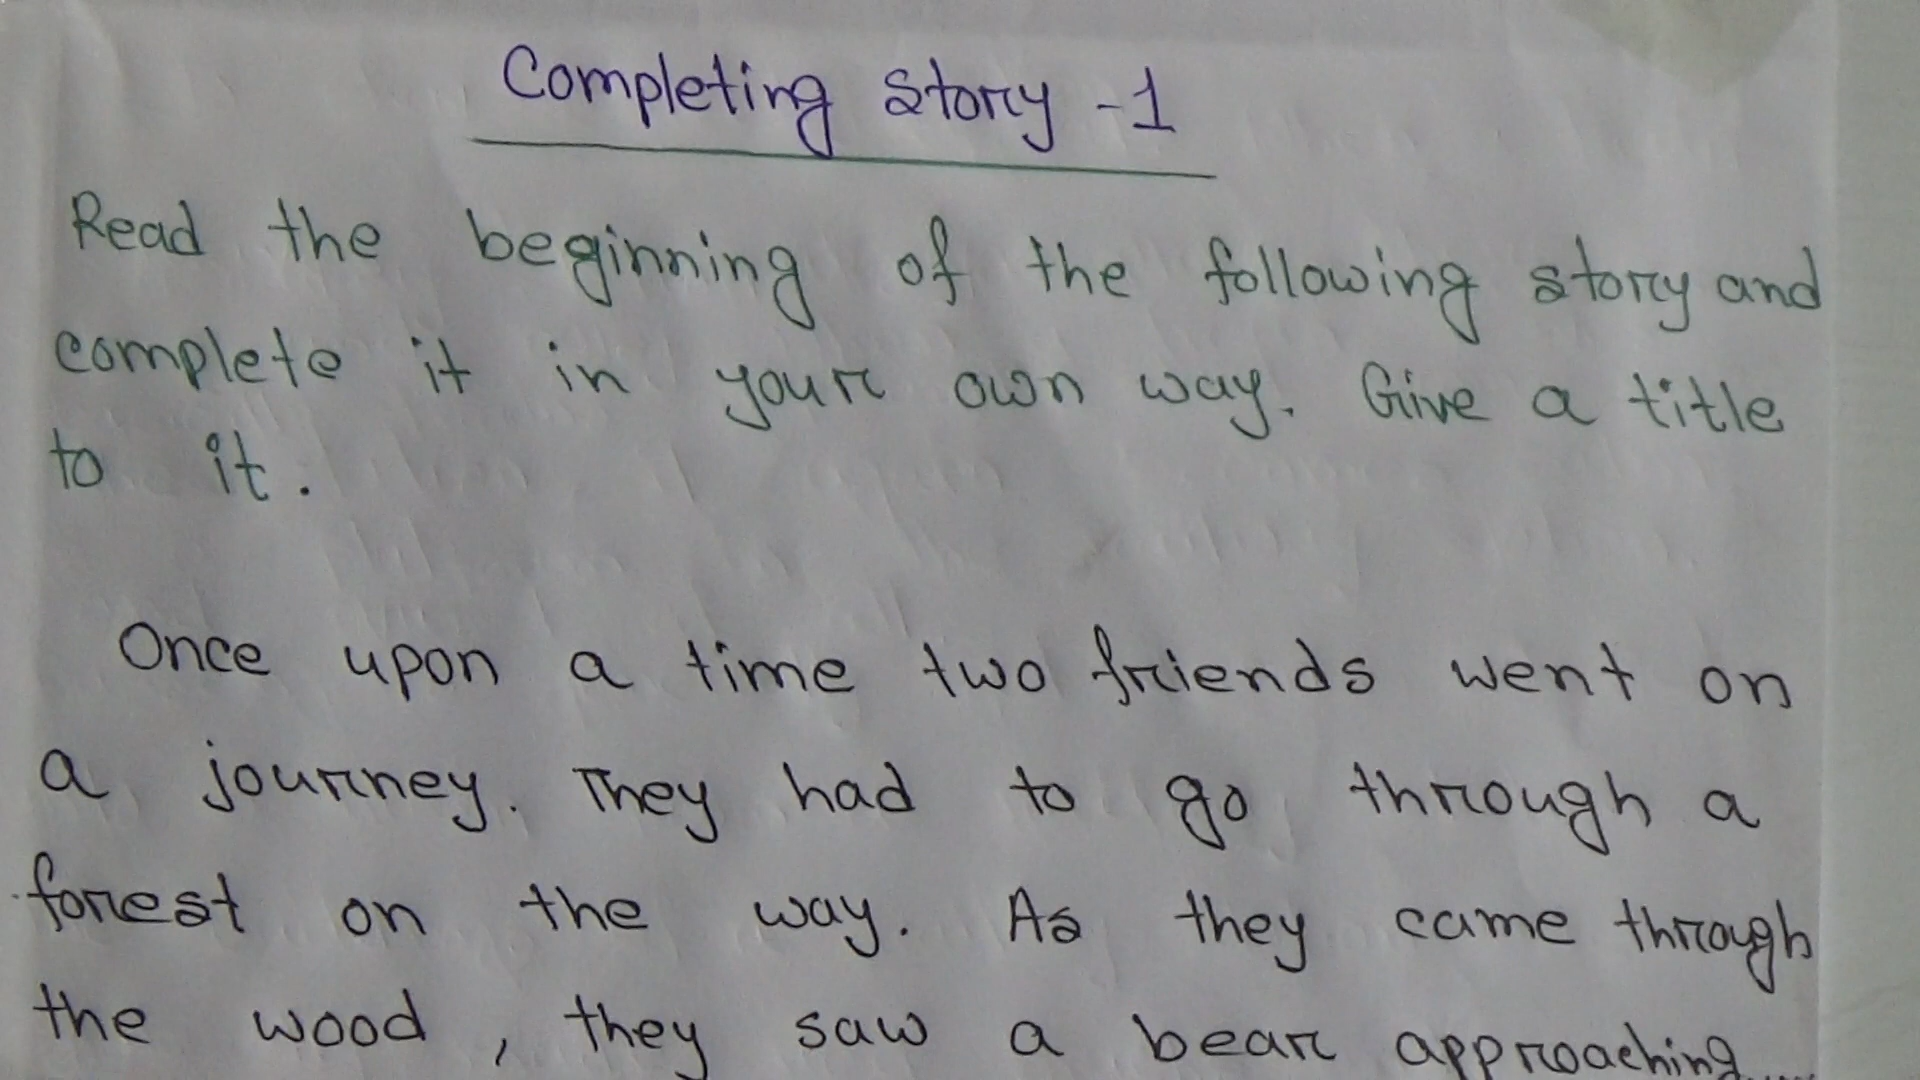 Completing story -1
Read the beginning of the following story and
complete it in your own way. Give a title
to it.
Once upon a time two friends went on
a journey. They had to go through a
forest on the way. As they came through
the wood, they saw a bear approaching